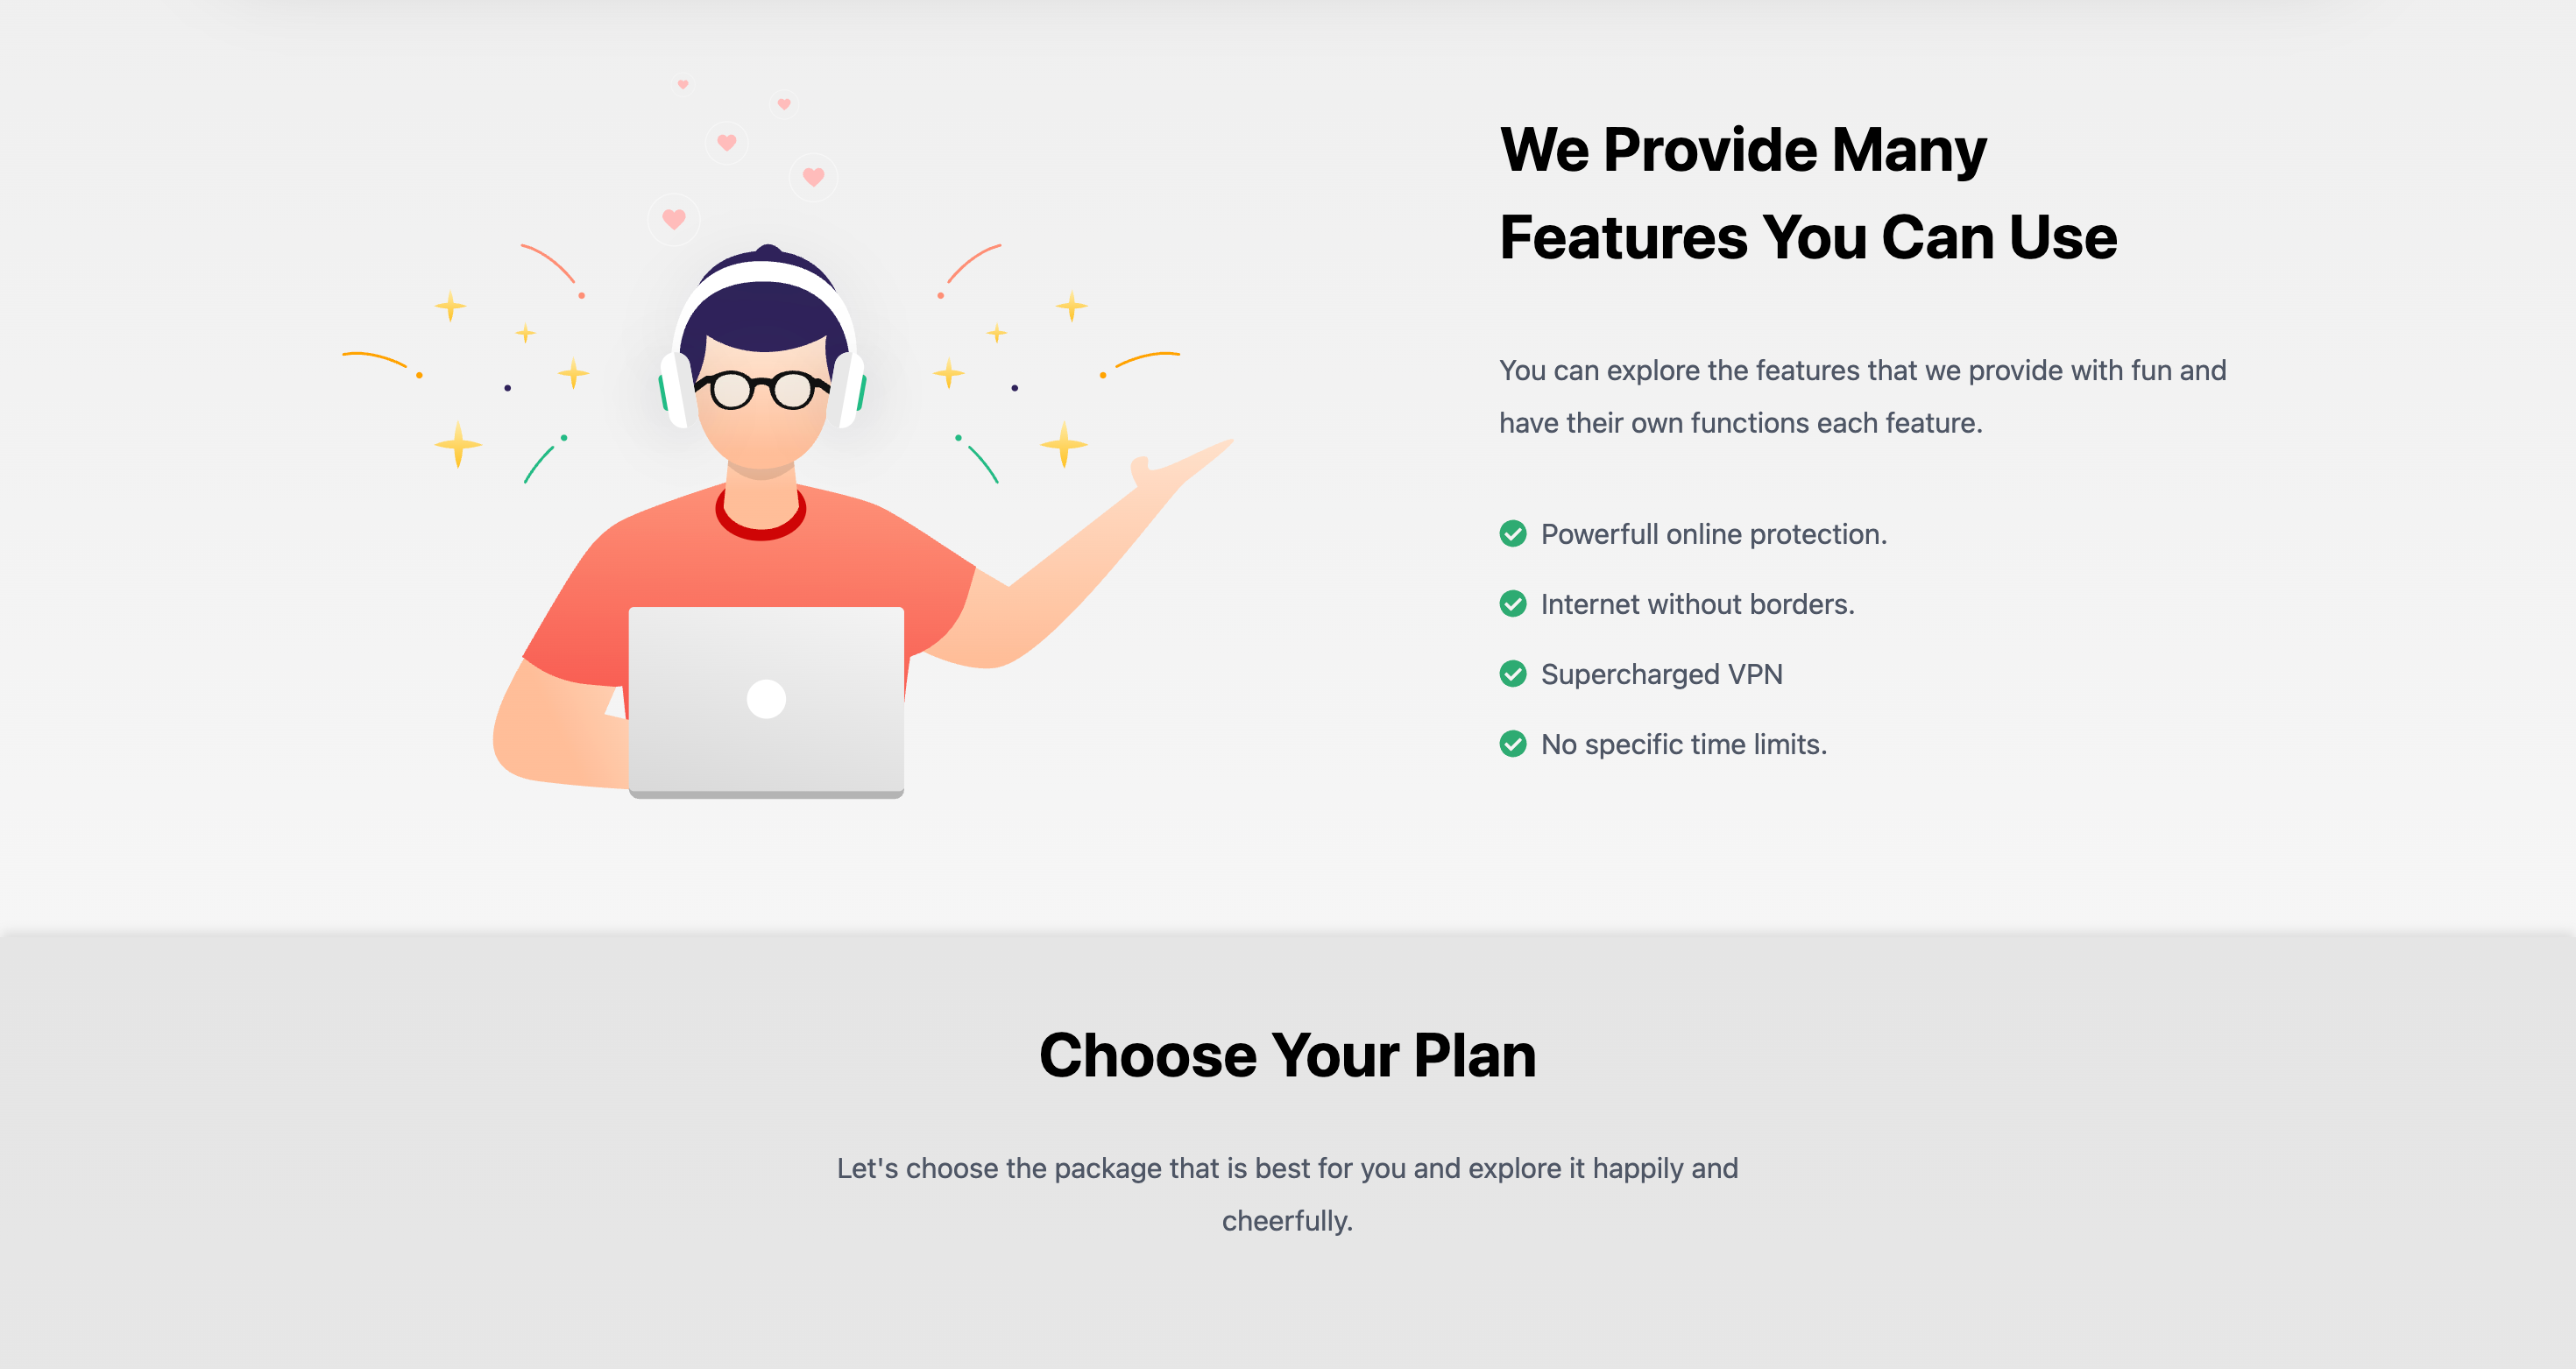 We Provide Many
Features You Can Use
You can explore the features that we provide with fun and
have their own functions each feature.
Powerfull online protection.
Internet without borders.
Supercharged VPN
No specific time limits.
Choose Your Plan
Let's choose the package that is best for you and explore it happily and
cheerfully.